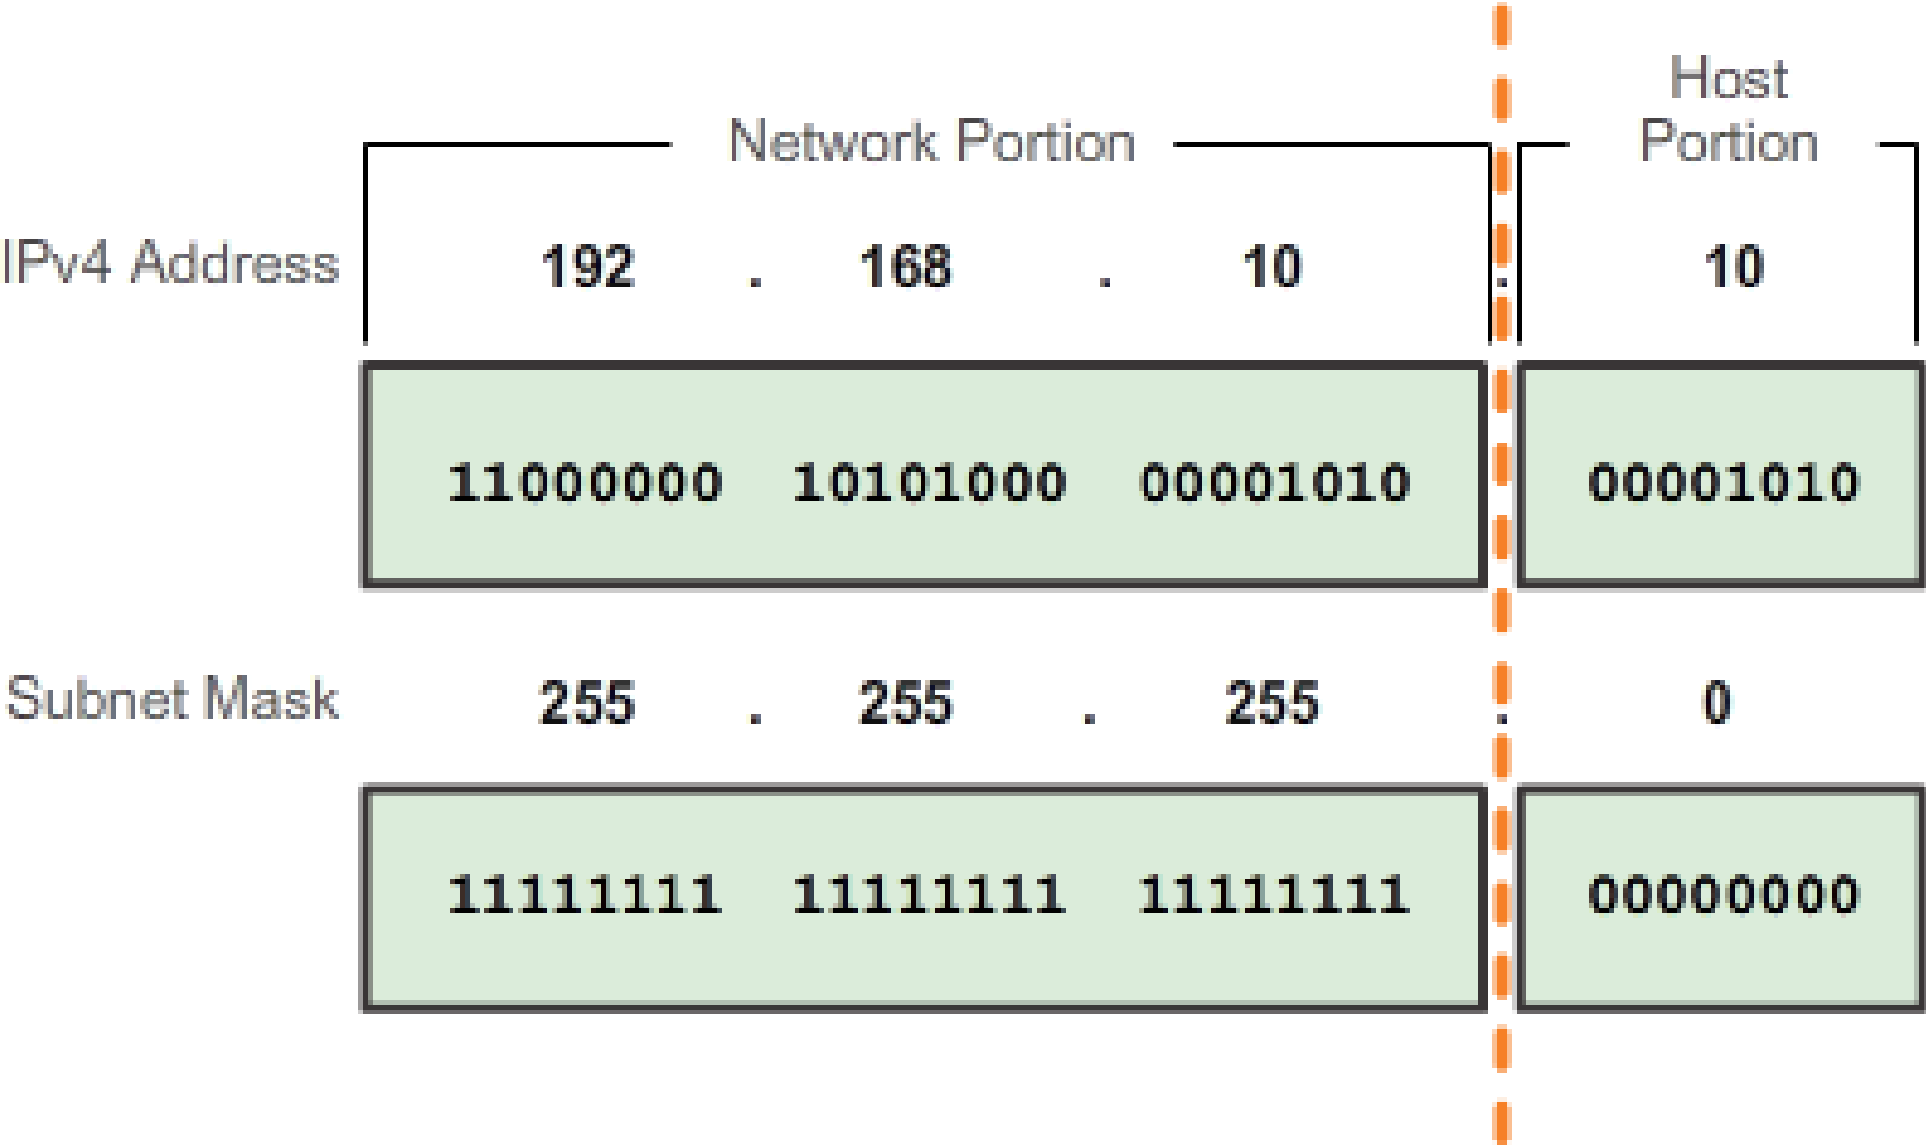 Host
Network Portion Portion
IPv4 Address 192 . 168 . 10 . 10
11000000 10101000 00001010 00001010
Subnet Mask 255 . 255 . 255 . 0
11111111 11111111 11111111 00000000